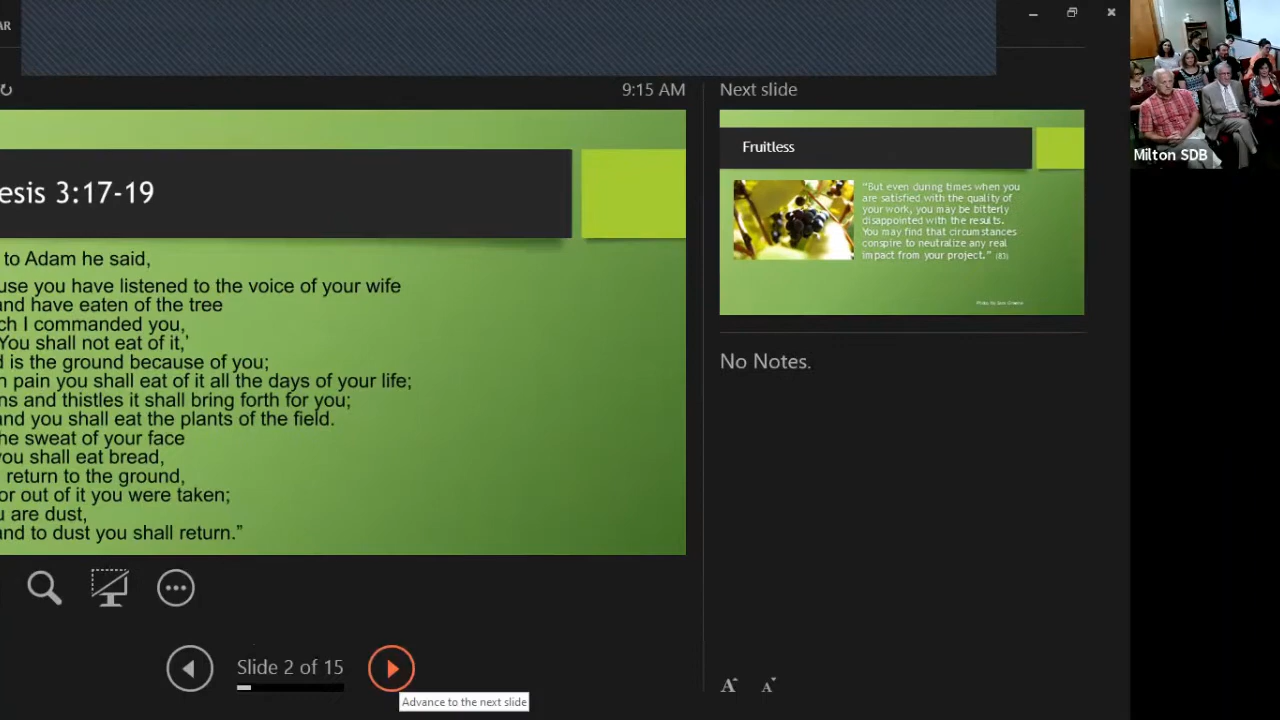 AR
9:15 AM
Next slide
esis 3:17-19
to Adam he said,
use you have listened to the voice of your wife
and have eaten of the tree
ch I commanded you,
You shall not eat of it,’
d is the ground because of you;
n pain you shall eat of it all the days of your life;
ns and thistles it shall bring forth for you;
and you shall eat the plants of the field.
he sweat of your face
you shall eat bread,
return to the ground,
or out of it you were taken;
u are dust,
and to dust you shall return.”
Fruitless
“But even during times when you
are satisfied with the quality of
your work, you may be bitterly
disappointed with the results.
You may find that circumstances
conspire to neutralize any real
impact from your project.” (83)
No Notes.
Slide 2 of 15
Advance to the next slide
A A
Milton SDB